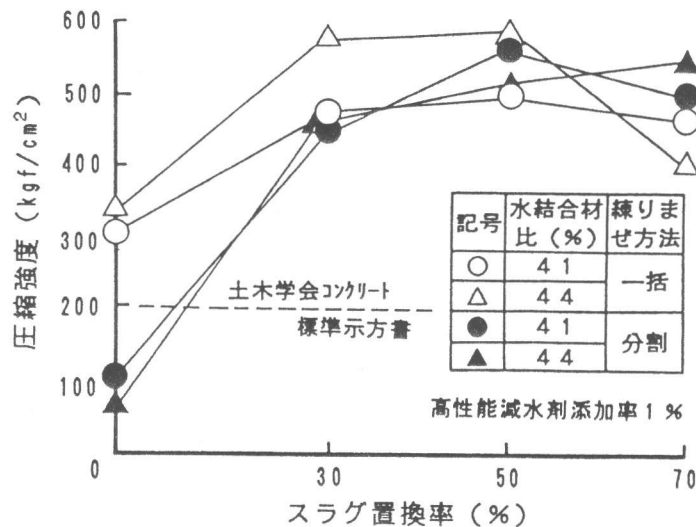 圧縮強度 (kgf/cm²)
600
500
400
300
200
100
0
30
50
70
スラグ置換率 (%)
土木学会コンクリート
標準示方書
記号 水結合材比 (%) 練りまぜ方法
○ 41 一括
△ 44
● 41 分割
▲ 44
高性能減水剤添加率1%